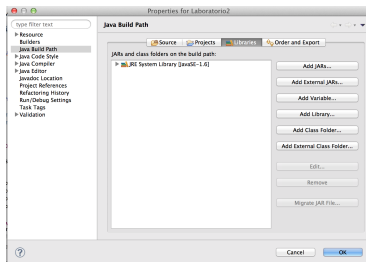 Properties for Laboratorio2
type filter text
Java Build Path
Resource
Builders
Java Build Path
Java Code Style
Java Compiler
Java Editor
Javadoc Location
Project References
Refactoring History
Run/Debug Settings
Task Tags
Validation
Source
Projects
Libraries
Order and Export
JARs and class folders on the build path:
JRE System Library [JavaSE-1.6]
Add JARs...
Add External JARs...
Add Variable...
Add Library...
Add Class Folder...
Add External Class Folder...
Edit...
Remove
Migrate JAR File...
?
Cancel
OK